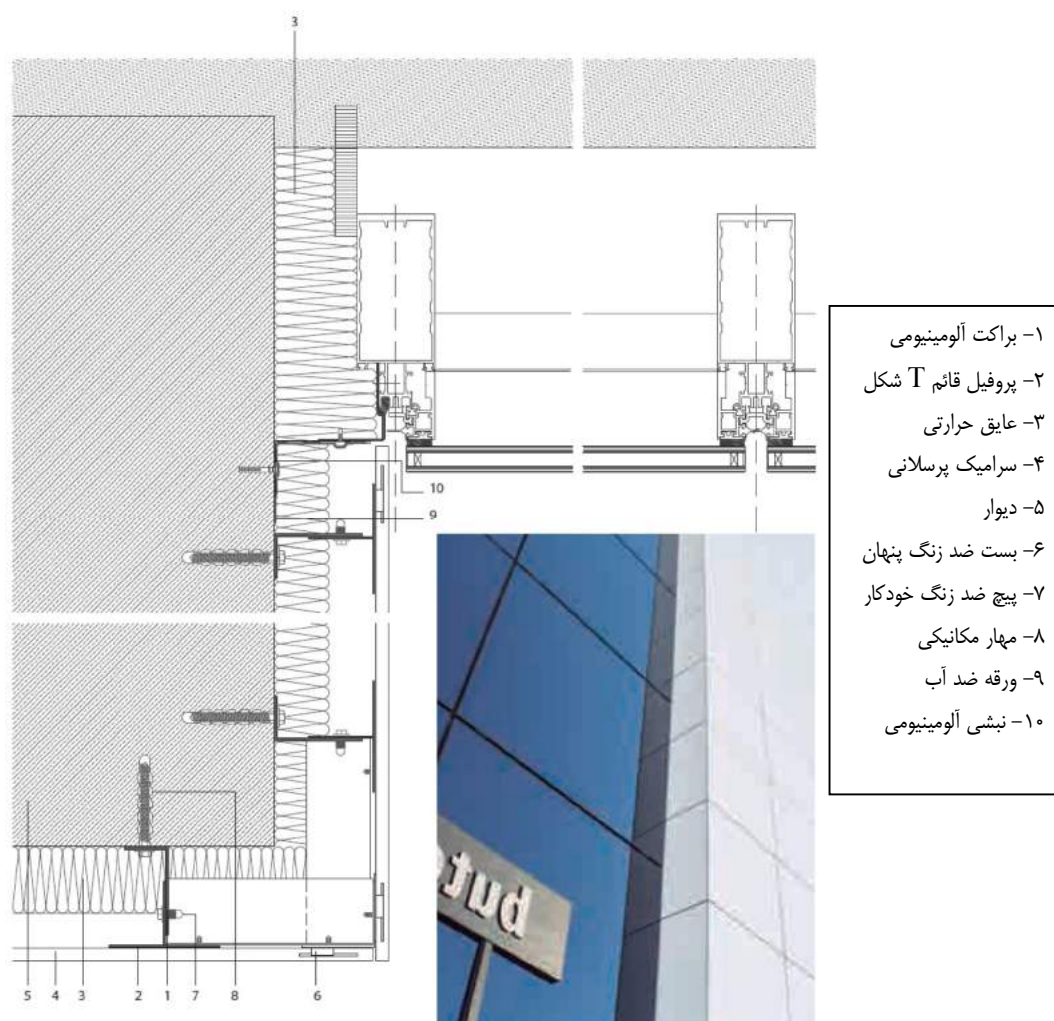 3
۱- براکت آلومینیومی
۲- پروفیل قائم T شکل
۳- عایق حرارتی
۴- سرامیک پرسلانی
۵- دیوار
۶- بست ضد زنگ پنهان
۷- پیچ ضد زنگ خودکار
۸- مهار مکانیکی
۹- ورقه ضد آب
۱۰- نبشی آلومینیومی
10
9
5 4 3 2 1 7 8 6